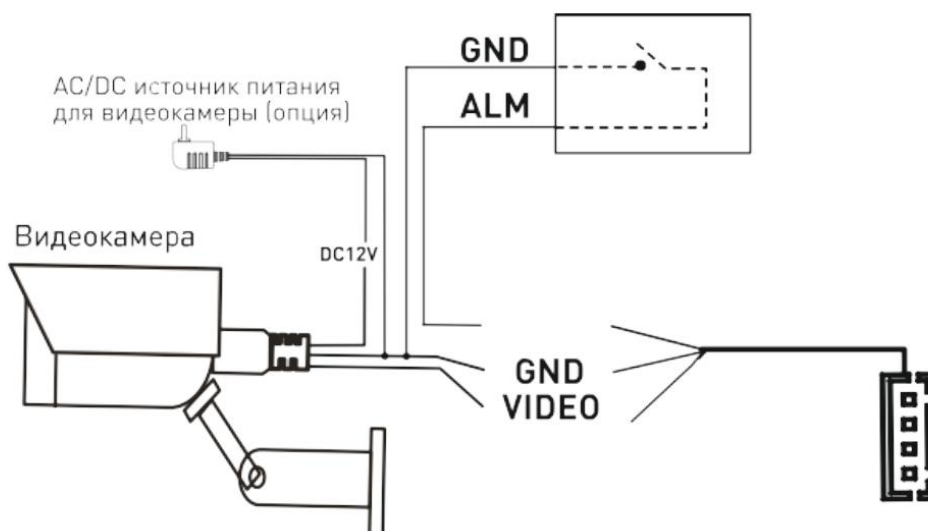 GND
ALM
AC/DC источник питания
для видеокамеры (опция)
Видеокамера
DC12V
GND
VIDEO